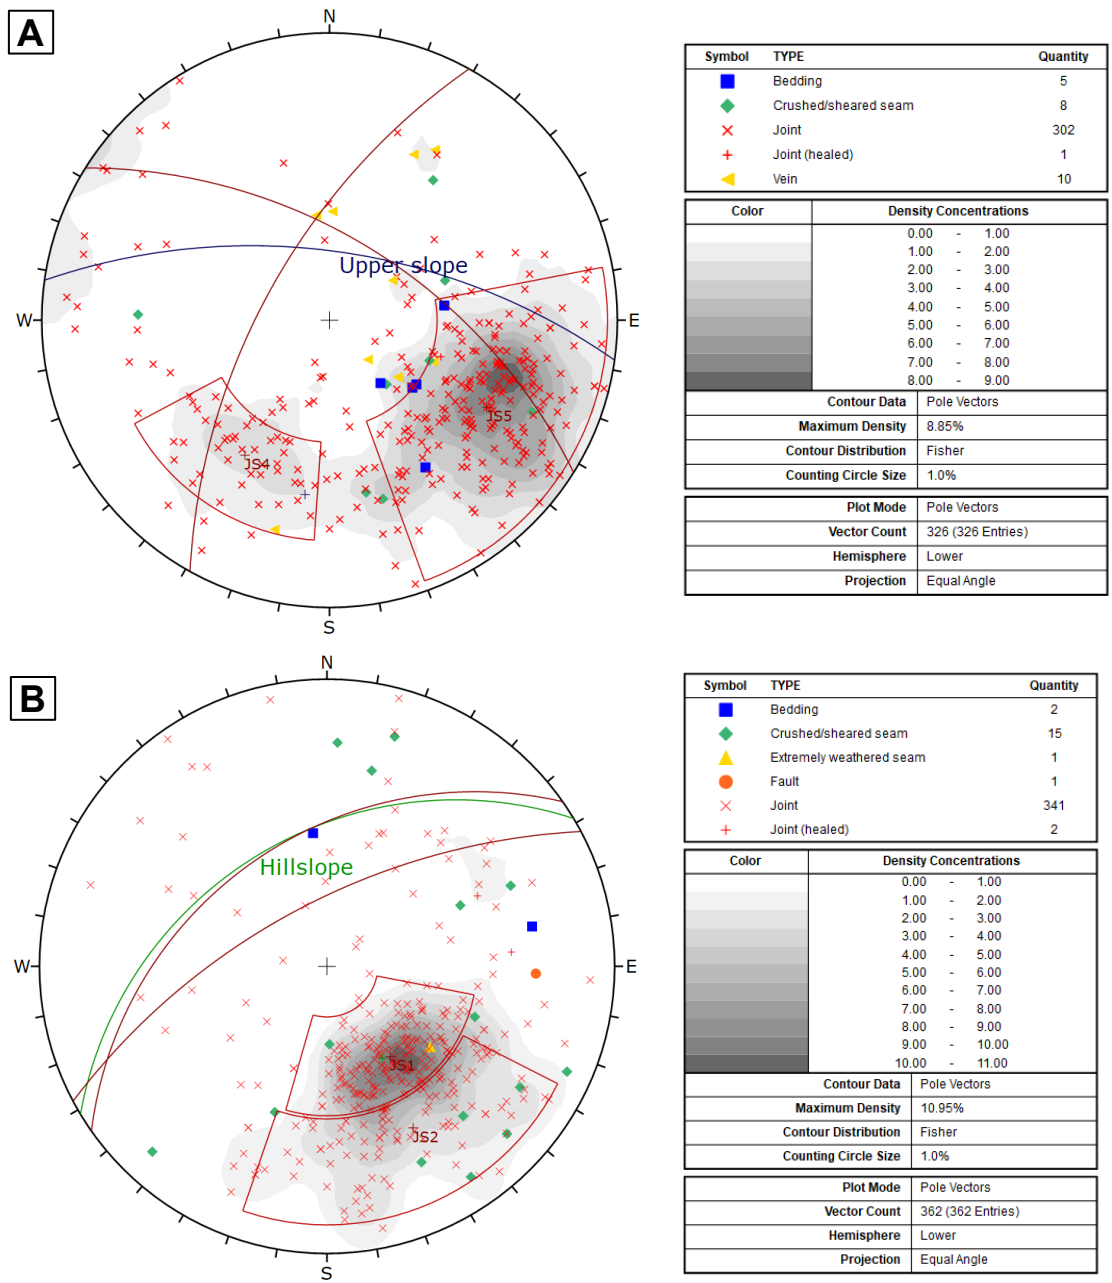 A
N
W
E
S
Upper slope
JS5
JS4
Symbol TYPE Quantity
Bedding 5
Crushed/sheared seam 8
Joint 302
Joint (healed) 1
Vein 10
Color Density Concentrations
0.00 - 1.00
1.00 - 2.00
2.00 - 3.00
3.00 - 4.00
4.00 - 5.00
5.00 - 6.00
6.00 - 7.00
7.00 - 8.00
8.00 - 9.00
Contour Data Pole Vectors
Maximum Density 8.85%
Contour Distribution Fisher
Counting Circle Size 1.0%
Plot Mode Pole Vectors
Vector Count 326 (326 Entries)
Hemisphere Lower
Projection Equal Angle
B
N
W
E
S
Hillslope
JS1
JS2
Symbol TYPE Quantity
Bedding 2
Crushed/sheared seam 15
Extremely weathered seam 1
Fault 1
Joint 341
Joint (healed) 2
Color Density Concentrations
0.00 - 1.00
1.00 - 2.00
2.00 - 3.00
3.00 - 4.00
4.00 - 5.00
5.00 - 6.00
6.00 - 7.00
7.00 - 8.00
8.00 - 9.00
9.00 - 10.00
10.00 - 11.00
Contour Data Pole Vectors
Maximum Density 10.95%
Contour Distribution Fisher
Counting Circle Size 1.0%
Plot Mode Pole Vectors
Vector Count 362 (362 Entries)
Hemisphere Lower
Projection Equal Angle